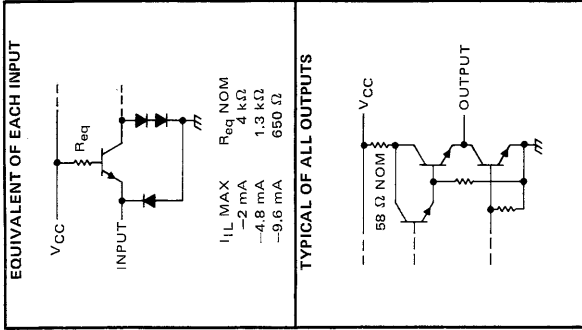 EQUIVALENT OF EACH INPUT
VCC
Req
INPUT
IIL MAX Req NOM
−2 mA 4 kΩ
−4.8 mA 1.3 kΩ
−9.6 mA 650 Ω
TYPICAL OF ALL OUTPUTS
VCC
58 Ω NOM
OUTPUT